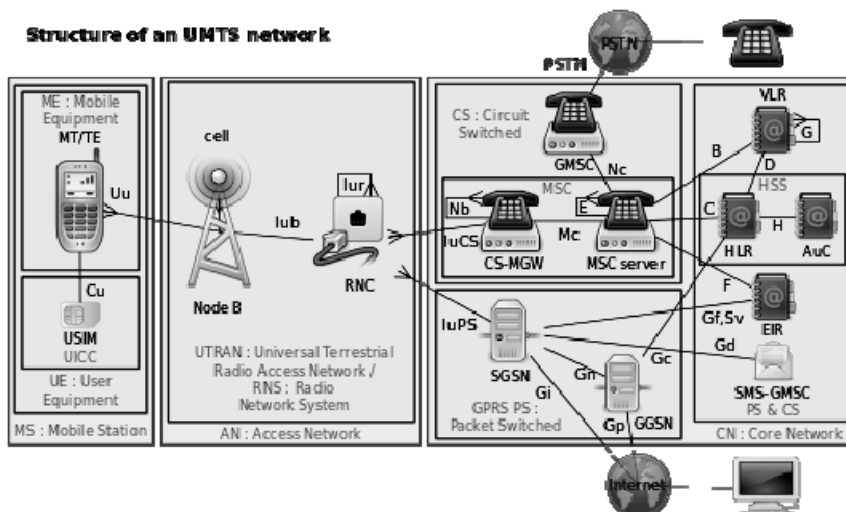 Structure of an UMTS network
PSTN
PSTN
ME : Mobile
Equipment
MT/TE
cell
CS : Circuit
Switched
GMSC
VLR
G
B
D
Nc
Uu
Iur
MSC
HSS
Nb
E
Iub
IuCS
Mc
C
H
CS-MGW
MSC server
HLR
AuC
RNC
Cu
Node B
F
USIM
UICC
IuPS
Gf,Sv
EIR
UTRAN : Universal Terrestrial
Radio Access Network /
RNS : Radio
Network System
SGSN
Gn
Gc
Gd
Gi
UE : User
Equipment
SMS-GMSC
PS & CS
GPRS PS :
Packet Switched
Gp
GGSN
MS : Mobile Station
AN : Access Network
CN : Core Network
Internet